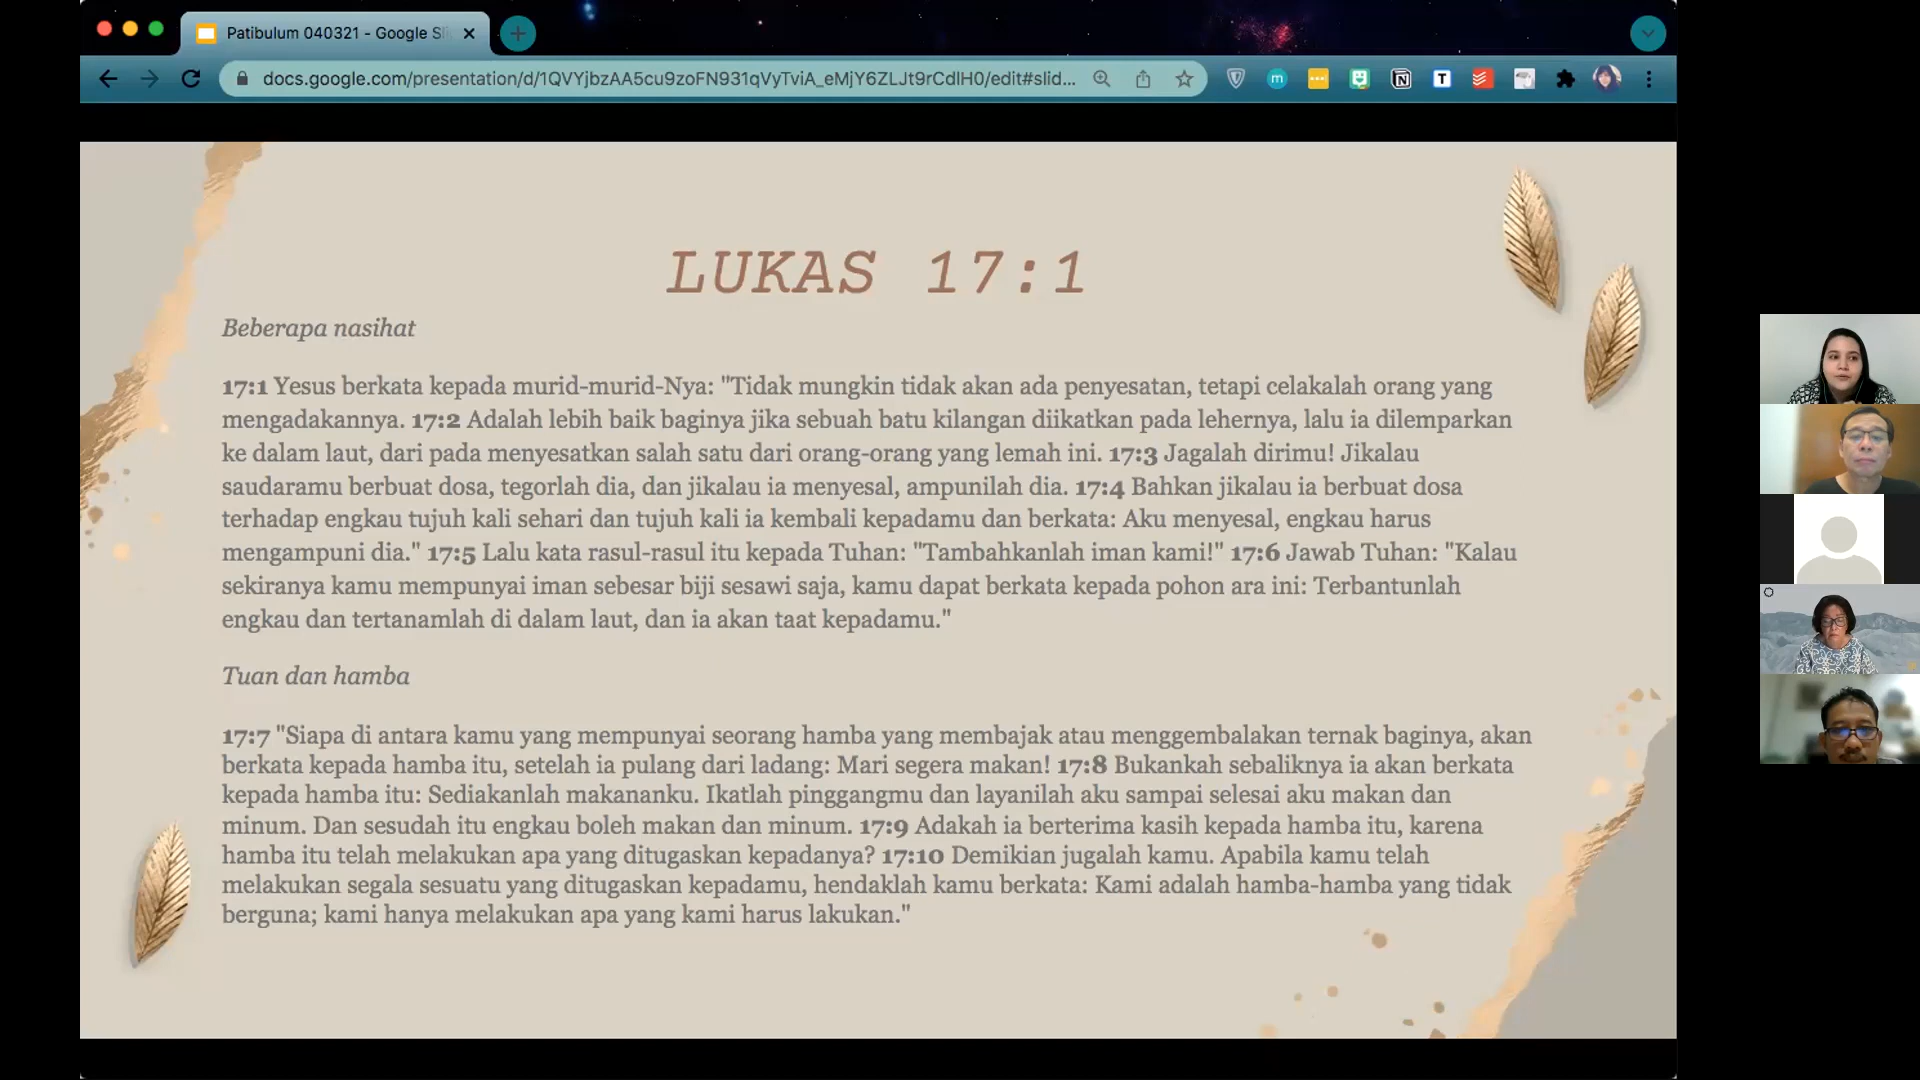 Patibulum 040321 - Google Sli
docs.google.com/presentation/d/1QVYjbzAA5cu9zoFN931qVyTviA_eMjY6ZLJt9rCdlH0/edit#slid...
LUKAS 17:1
Beberapa nasihat
17:1 Yesus berkata kepada murid-murid-Nya: "Tidak mungkin tidak akan ada penyesatan, tetapi celakalah orang yang
mengadakannya. 17:2 Adalah lebih baik baginya jika sebuah batu kilangan diikatkan pada lehernya, lalu ia dilemparkan
ke dalam laut, dari pada menyesatkan salah satu dari orang-orang yang lemah ini. 17:3 Jagalah dirimu! Jikalau
saudaramu berbuat dosa, tegorlah dia, dan jikalau ia menyesal, ampunilah dia. 17:4 Bahkan jikalau ia berbuat dosa
terhadap engkau tujuh kali sehari dan tujuh kali ia kembali kepadamu dan berkata: Aku menyesal, engkau harus
mengampuni dia." 17:5 Lalu kata rasul-rasul itu kepada Tuhan: "Tambahkanlah iman kami!" 17:6 Jawab Tuhan: "Kalau
sekiranya kamu mempunyai iman sebesar biji sesawi saja, kamu dapat berkata kepada pohon ara ini: Terbantunlah
engkau dan tertanamlah di dalam laut, dan ia akan taat kepadamu."
Tuan dan hamba
17:7 "Siapa di antara kamu yang mempunyai seorang hamba yang membajak atau menggembalakan ternak baginya, akan
berkata kepada hamba itu, setelah ia pulang dari ladang: Mari segera makan! 17:8 Bukankah sebaliknya ia akan berkata
kepada hamba itu: Sediakanlah makananku. Ikatlah pinggangmu dan layanilah aku sampai selesai aku makan dan
minum. Dan sesudah itu engkau boleh makan dan minum. 17:9 Adakah ia berterima kasih kepada hamba itu, karena
hamba itu telah melakukan apa yang ditugaskan kepadanya? 17:10 Demikian jugalah kamu. Apabila kamu telah
melakukan segala sesuatu yang ditugaskan kepadamu, hendaklah kamu berkata: Kami adalah hamba-hamba yang tidak
berguna; kami hanya melakukan apa yang kami harus lakukan."